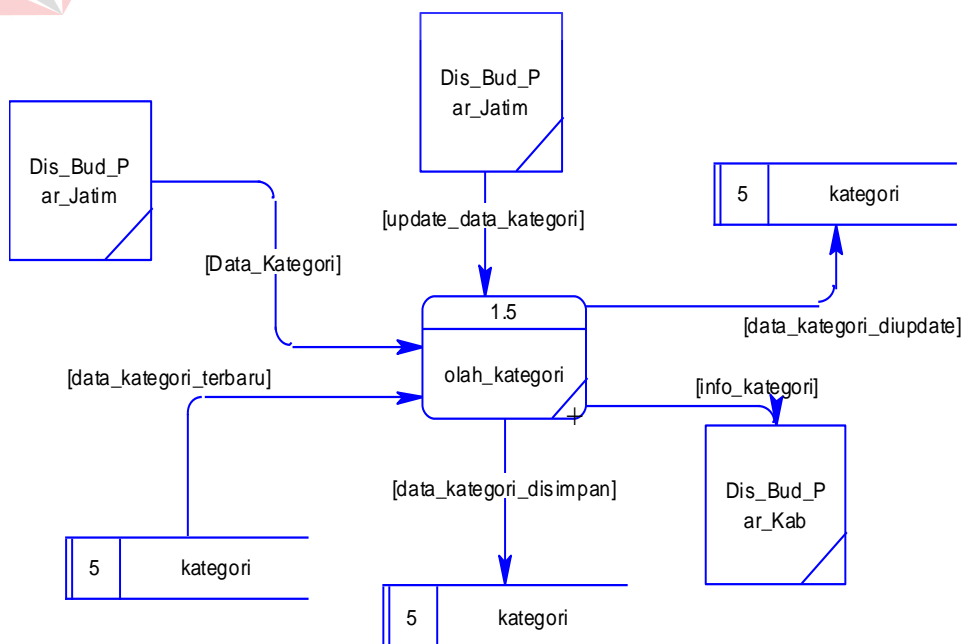 Dis_Bud_P
ar_Jatim
Dis_Bud_P
ar_Jatim
5 kategori
[update_data_kategori]
[Data_Kategori]
1.5
[data_kategori_diupdate]
olah_kategori
[data_kategori_terbaru]
[info_kategori]
[data_kategori_disimpan]
Dis_Bud_P
ar_Kab
5 kategori
5 kategori